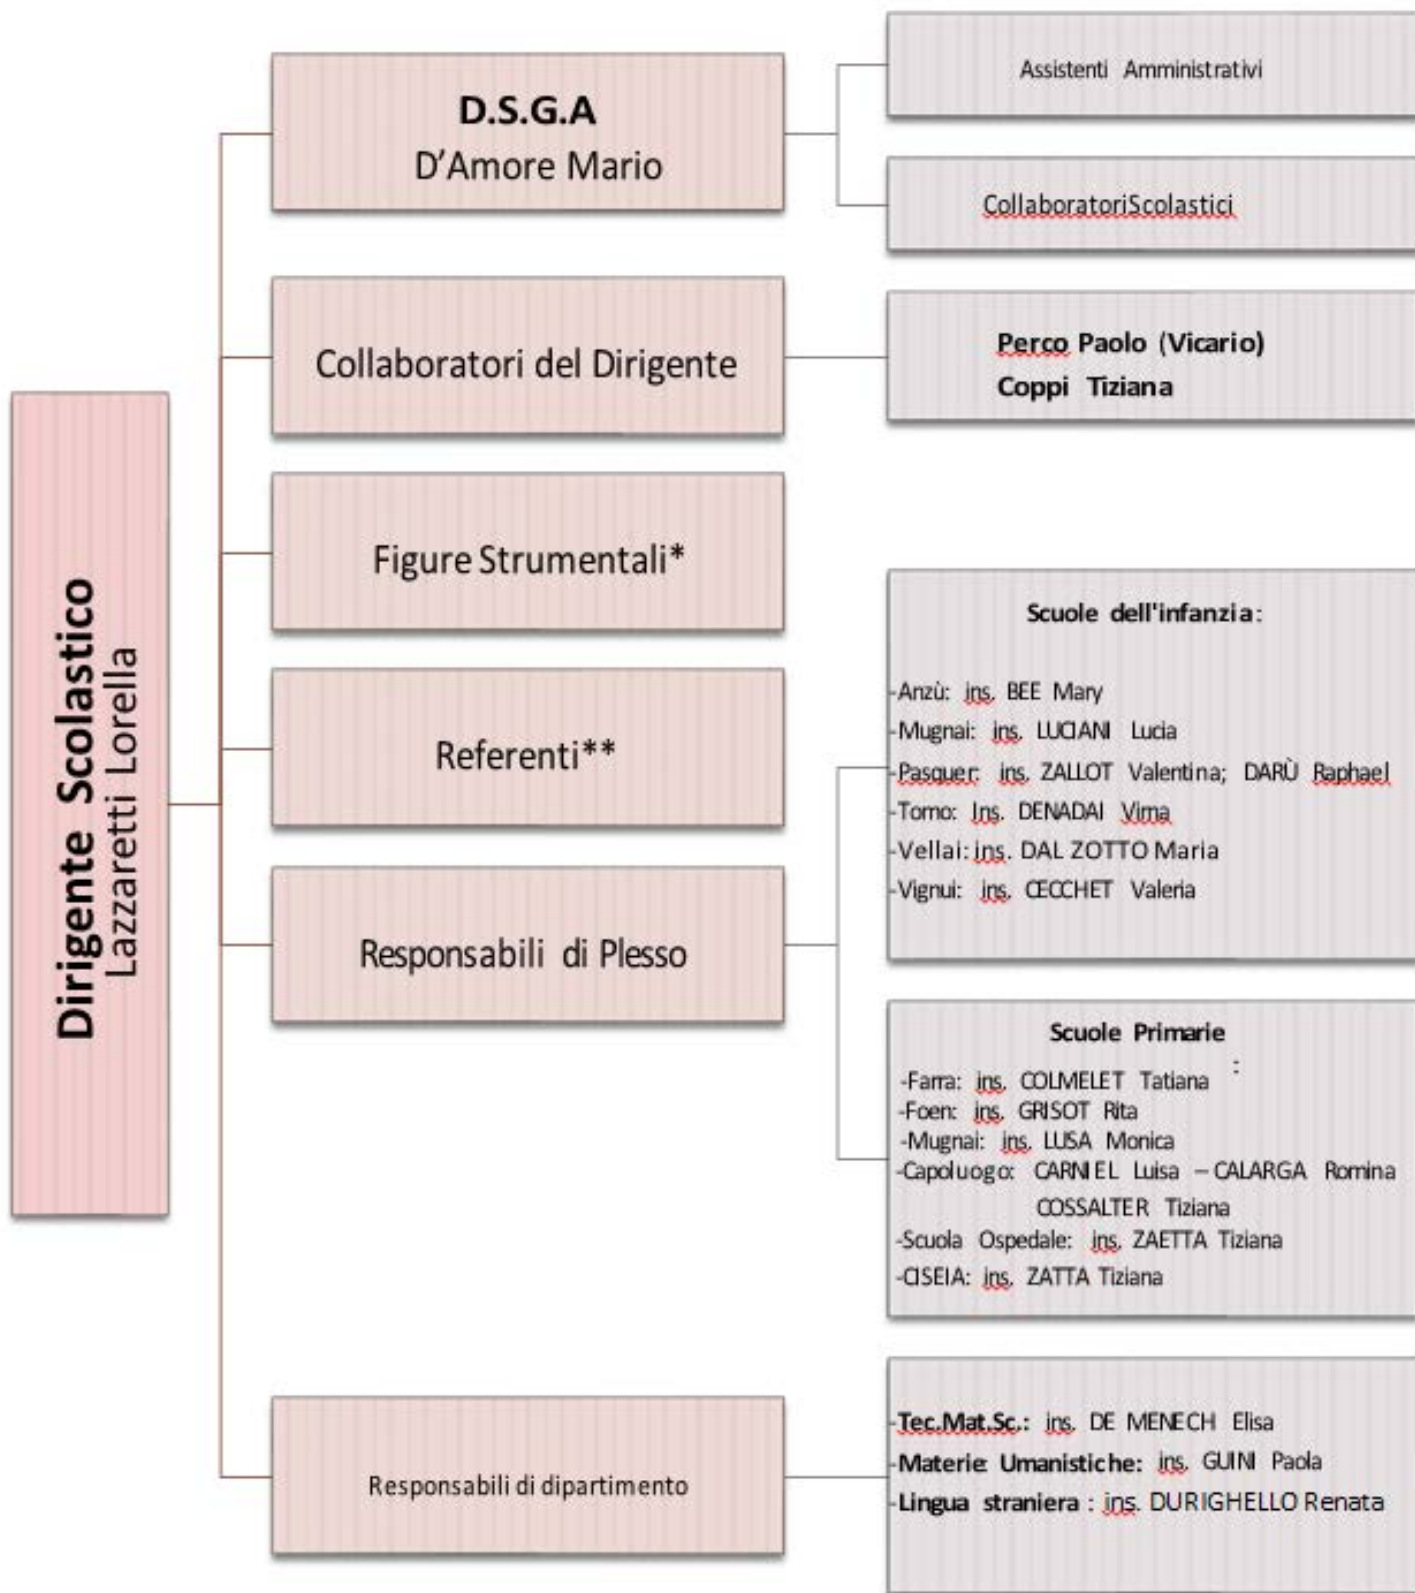 Dirigente Scolastico
Lazzaretti Lorella
D.S.G.A
D'Amore Mario
Assistenti Amministrativi
CollaboratoriScolastici
Collaboratori del Dirigente
Perco Paolo (Vicario)
Coppi Tiziana
Figure Strumentali*
Referenti**
Responsabili di Plesso
Scuole dell'infanzia:
-Anzù: ins. BEE Mary
-Mugnai: ins. LUCIANI Lucia
-Pasquer: ins. ZALLOT Valentina; DARÙ Raphael
-Tomo: Ins. DENADAI Virna
-Vellai: ins. DAL ZOTTO Maria
-Vignui: ins. CECCHET Valeria
Scuole Primarie
:
-Farra: ins. COLMELET Tatiana
-Foen: ins. GRISOT Rita
-Mugnai: ins. LUSA Monica
-Capoluogo: CARNIEL Luisa – CALARGA Romina
COSSALTER Tiziana
-Scuola Ospedale: ins. ZAETTA Tiziana
-CISEIA: ins. ZATTA Tiziana
Responsabili di dipartimento
-Tec.Mat.Sc.: ins. DE MENECH Elisa
-Materie Umanistiche: ins. GUINI Paola
-Lingua straniera : ins. DURIGHELLO Renata